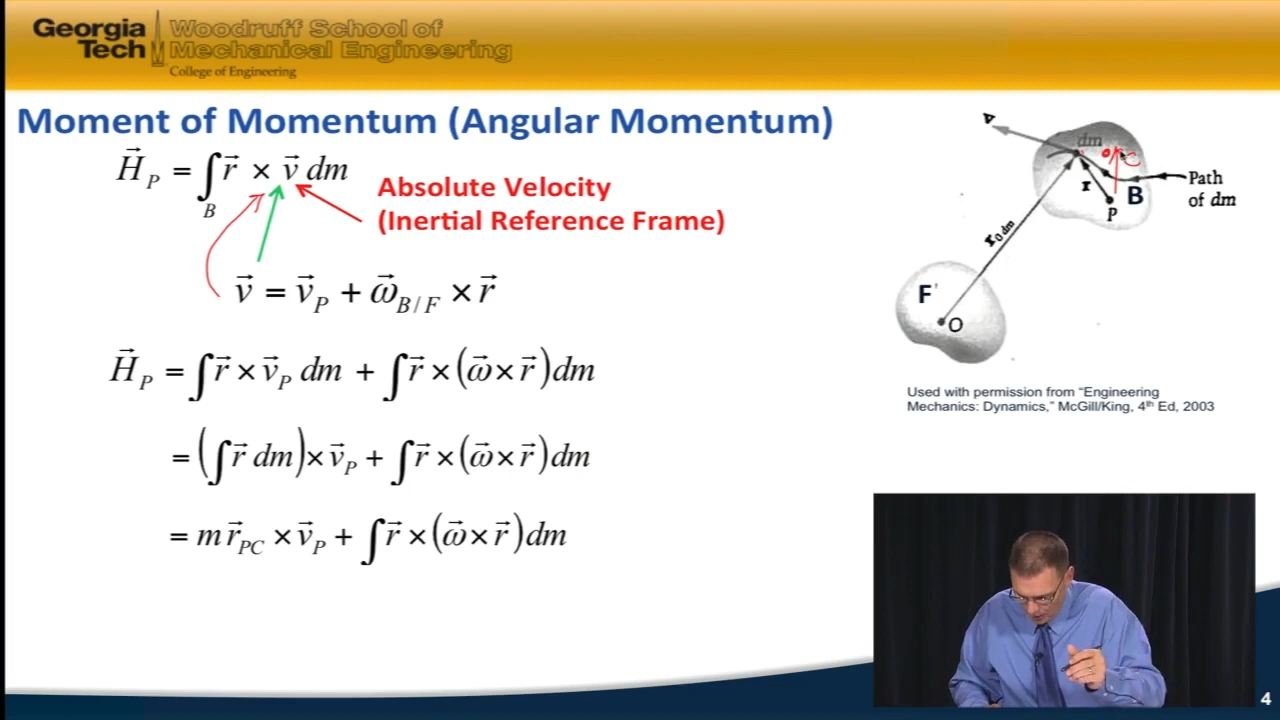 Georgia Tech
Woodruff School of
Mechanical Engineering
College of Engineering
Moment of Momentum (Angular Momentum)
$\vec{H}_P = \int_B \vec{r} \times \vec{v}\, dm$
Absolute Velocity
(Inertial Reference Frame)
$\vec{v} = \vec{v}_P + \vec{\omega}_{B/F} \times \vec{r}$
$\vec{H}_P = \int \vec{r} \times \vec{v}_P\, dm + \int \vec{r} \times (\vec{\omega} \times \vec{r})\, dm$
$= (\int \vec{r}\, dm) \times \vec{v}_P + \int \vec{r} \times (\vec{\omega} \times \vec{r})\, dm$
$= m\vec{r}_{PC} \times \vec{v}_P + \int \vec{r} \times (\vec{\omega} \times \vec{r})\, dm$
v
dm
C
r
B
P
Path
of dm
r_{O dm}
F
O
Used with permission from “Engineering
Mechanics: Dynamics,” McGill/King, 4th Ed, 2003
4